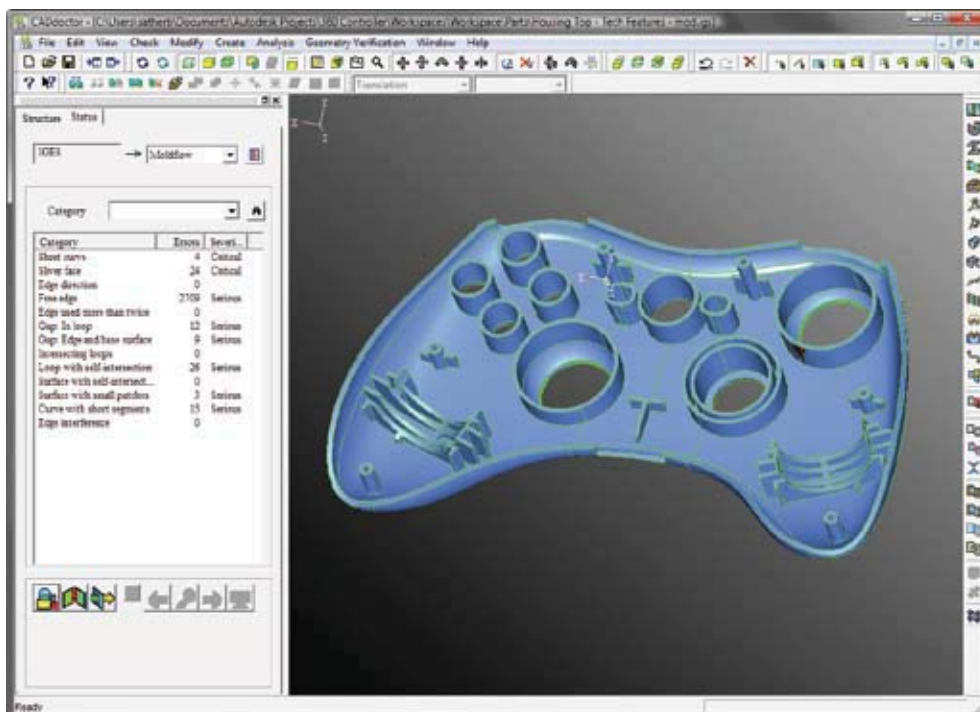 CADdoctor - [C:\Users\satherb\Documents\Autodesk Projects\360 Controller Workspaces\Workspace Parts\Housing Top - Tech Features - mod.igs]
File Edit View Check Modify Create Analysis Geometry Verification Window Help
Translation
Structure Status
IGES Moldflow
Category
Category Errors Severi...
Short curve 4 Critical
Sliver face 24 Critical
Edge direction 0
Free edge 2709 Serious
Edge used more than twice 0
Gap: In loop 12 Serious
Gap: Edge and base surface 9 Serious
Intersecting loops 0
Loop with self-intersection 26 Serious
Surface with self-intersect... 0
Surface with small patches 3 Serious
Curve with short segments 15 Serious
Edge interference 0
Ready